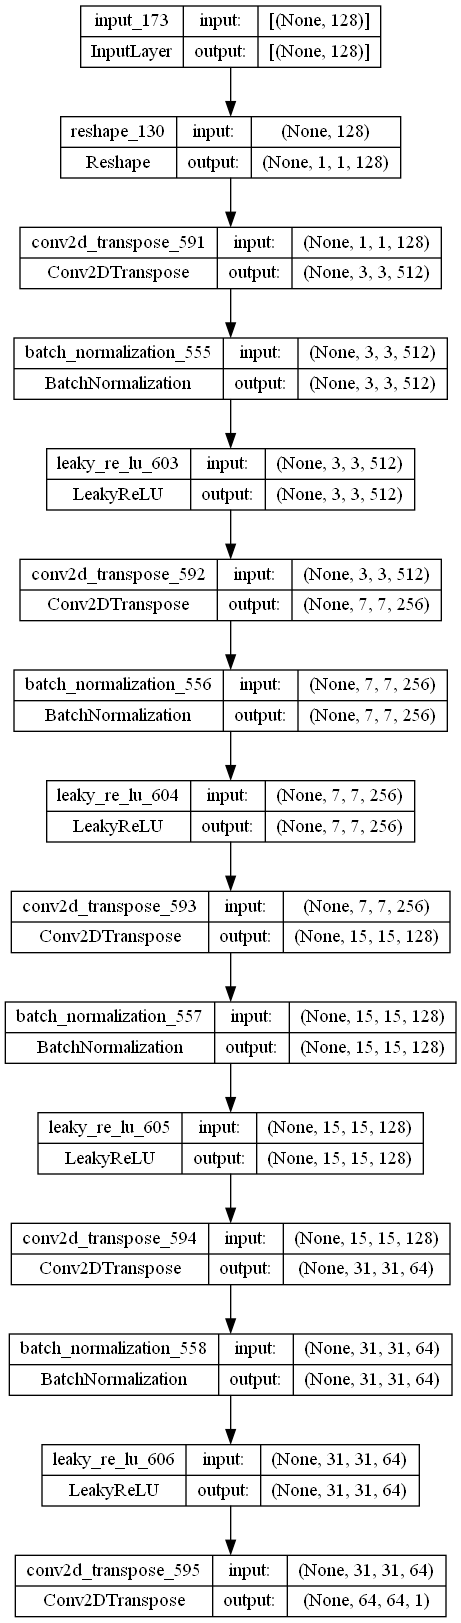 input_173 input: [(None, 128)]
InputLayer output: [(None, 128)]
reshape_130 input: (None, 128)
Reshape output: (None, 1, 1, 128)
conv2d_transpose_591 input: (None, 1, 1, 128)
Conv2DTranspose output: (None, 3, 3, 512)
batch_normalization_555 input: (None, 3, 3, 512)
BatchNormalization output: (None, 3, 3, 512)
leaky_re_lu_603 input: (None, 3, 3, 512)
LeakyReLU output: (None, 3, 3, 512)
conv2d_transpose_592 input: (None, 3, 3, 512)
Conv2DTranspose output: (None, 7, 7, 256)
batch_normalization_556 input: (None, 7, 7, 256)
BatchNormalization output: (None, 7, 7, 256)
leaky_re_lu_604 input: (None, 7, 7, 256)
LeakyReLU output: (None, 7, 7, 256)
conv2d_transpose_593 input: (None, 7, 7, 256)
Conv2DTranspose output: (None, 15, 15, 128)
batch_normalization_557 input: (None, 15, 15, 128)
BatchNormalization output: (None, 15, 15, 128)
leaky_re_lu_605 input: (None, 15, 15, 128)
LeakyReLU output: (None, 15, 15, 128)
conv2d_transpose_594 input: (None, 15, 15, 128)
Conv2DTranspose output: (None, 31, 31, 64)
batch_normalization_558 input: (None, 31, 31, 64)
BatchNormalization output: (None, 31, 31, 64)
leaky_re_lu_606 input: (None, 31, 31, 64)
LeakyReLU output: (None, 31, 31, 64)
conv2d_transpose_595 input: (None, 31, 31, 64)
Conv2DTranspose output: (None, 64, 64, 1)